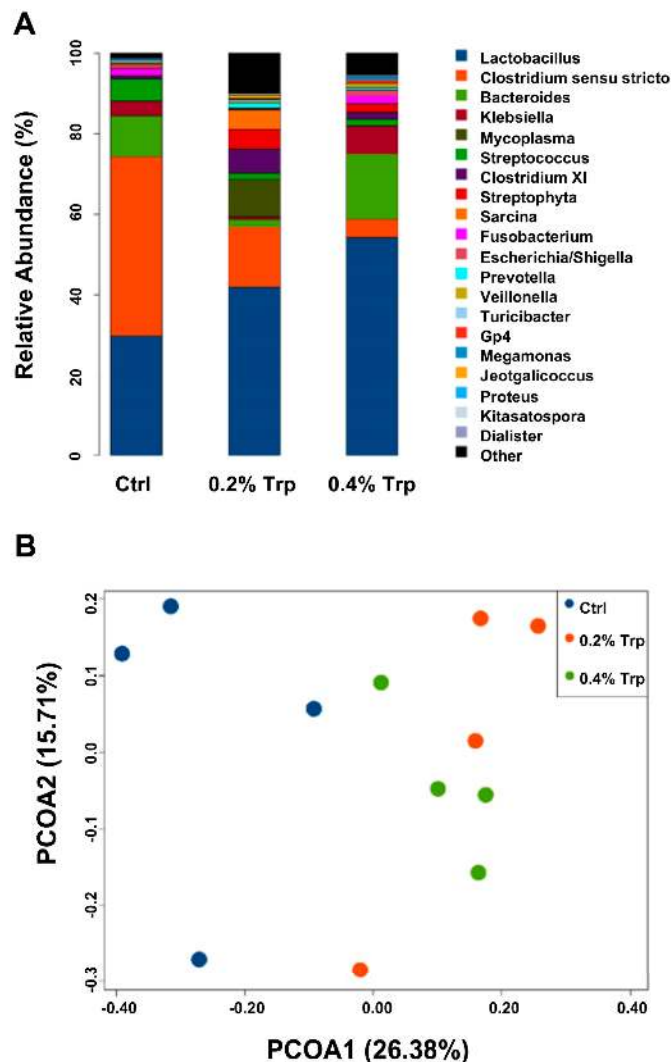 A
Relative Abundance (%)
100
80
60
40
20
0
Ctrl
0.2% Trp
0.4% Trp
Lactobacillus
Clostridium sensu stricto
Bacteroides
Klebsiella
Mycoplasma
Streptococcus
Clostridium XI
Streptophyta
Sarcina
Fusobacterium
Escherichia/Shigella
Prevotella
Veillonella
Turicibacter
Gp4
Megamonas
Jeotgalicoccus
Proteus
Kitasatospora
Dialister
Other
B
PCOA2 (15.71%)
0.2
0.1
0.0
-0.1
-0.2
-0.3
Ctrl
0.2% Trp
0.4% Trp
-0.40
-0.20
0.00
0.20
0.40
PCOA1 (26.38%)